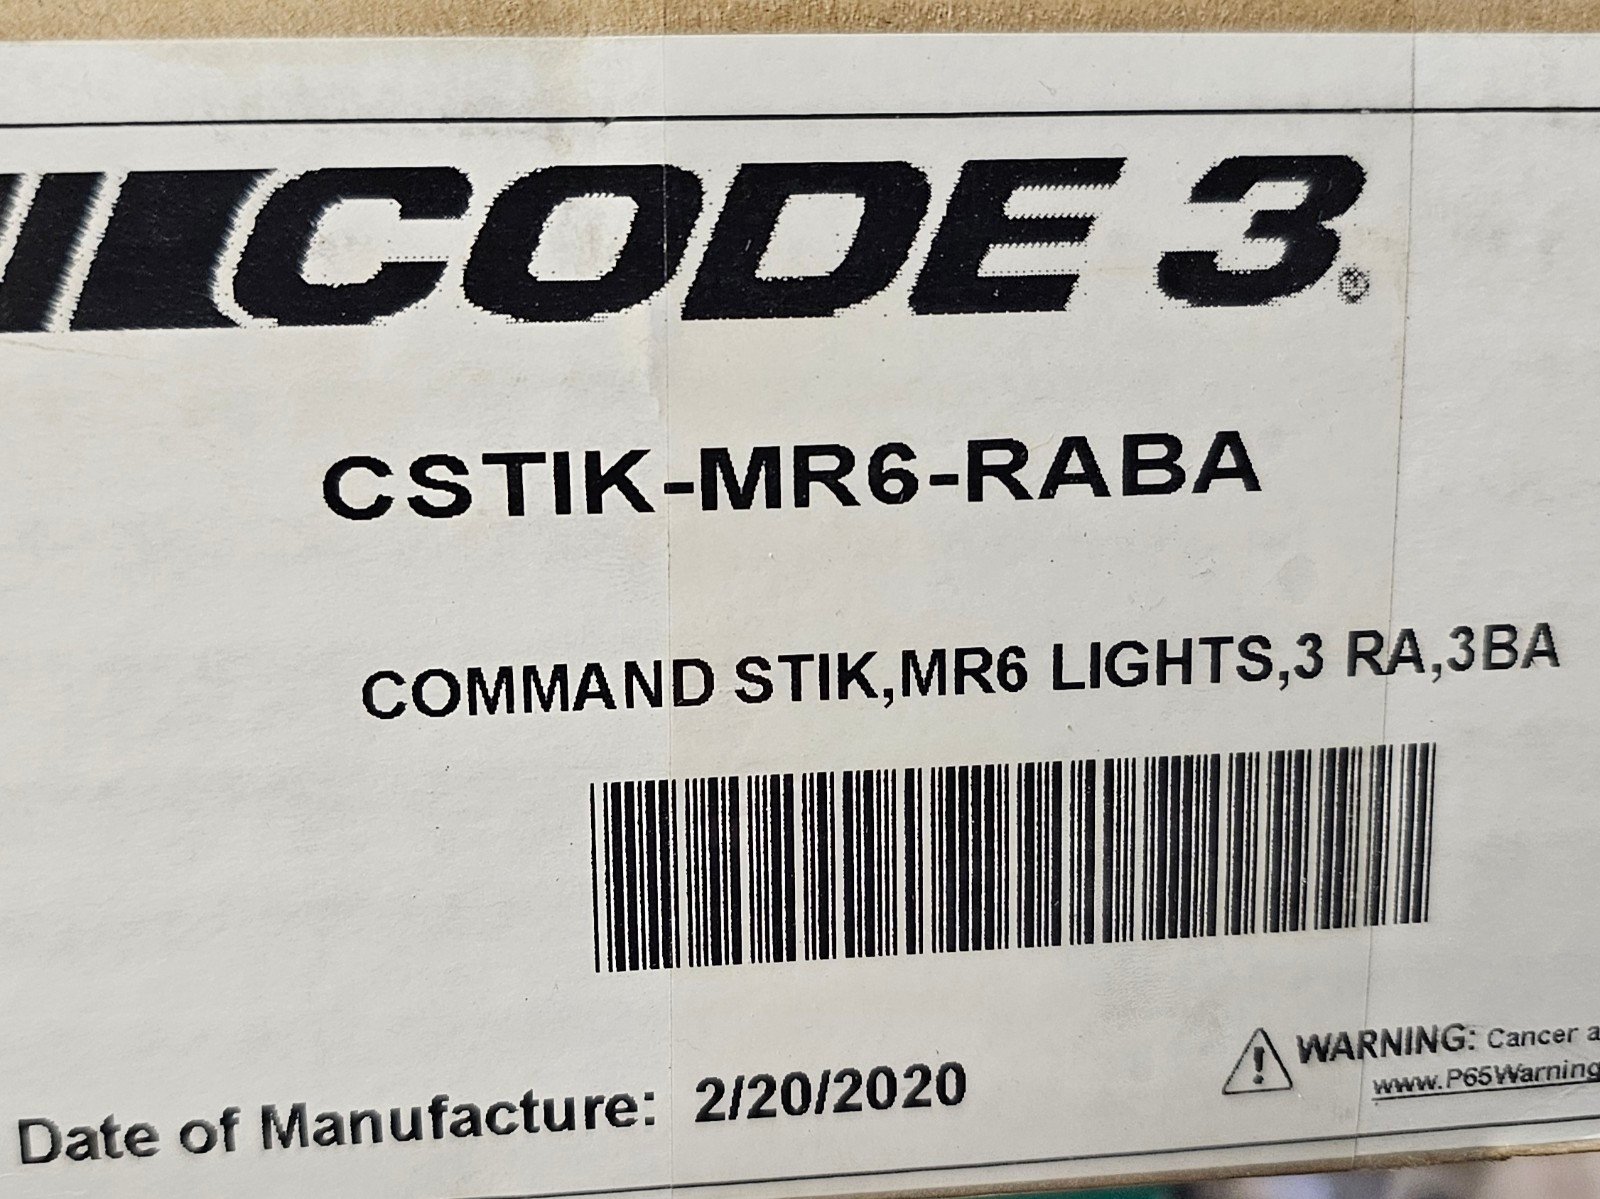 CODE 3®
CSTIK-MR6-RABA
COMMAND STIK,MR6 LIGHTS,3 RA,3BA
WARNING: Cancer a
www.P65Warning
Date of Manufacture: 2/20/2020